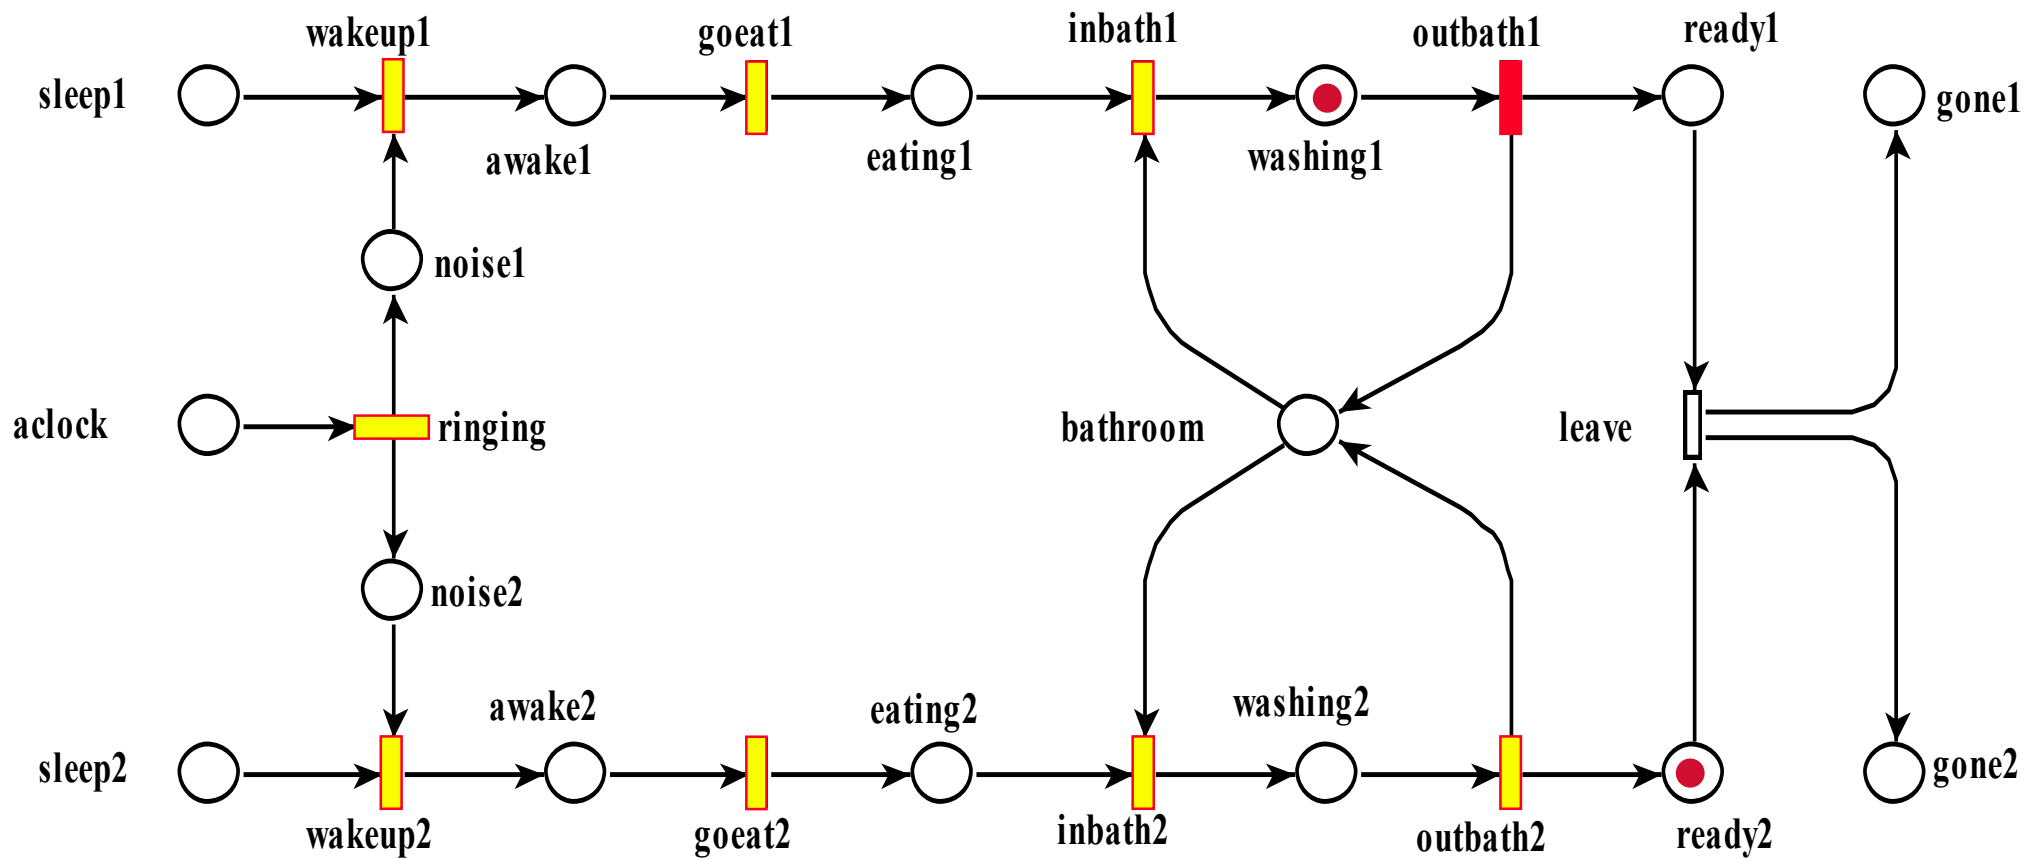 wakeup1
goeat1
inbath1
outbath1
ready1
sleep1
gone1
awake1
eating1
washing1
noise1
aclock
ringing
bathroom
leave
noise2
awake2
eating2
washing2
sleep2
gone2
wakeup2
goeat2
inbath2
outbath2
ready2